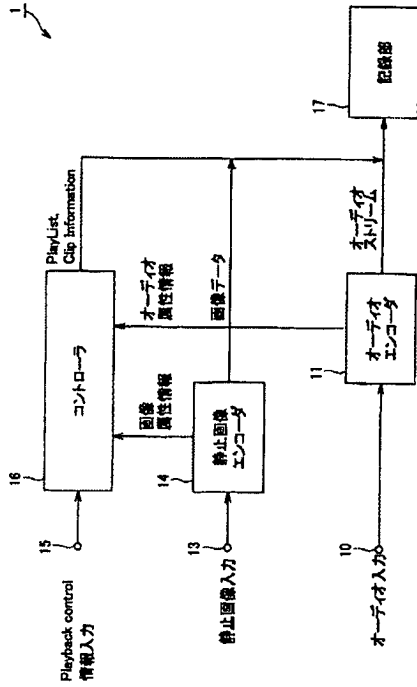 1
Playback control
情報入力
15
16
コントローラ
PlayList,
Clip Information
静止画像入力
13
14
静止画像
エンコーダ
画像
属性情報
オーディオ
属性情報
画像データ
オーディオ入力
10
11
オーディオ
エンコーダ
オーディオ
ストリーム
17
記録部